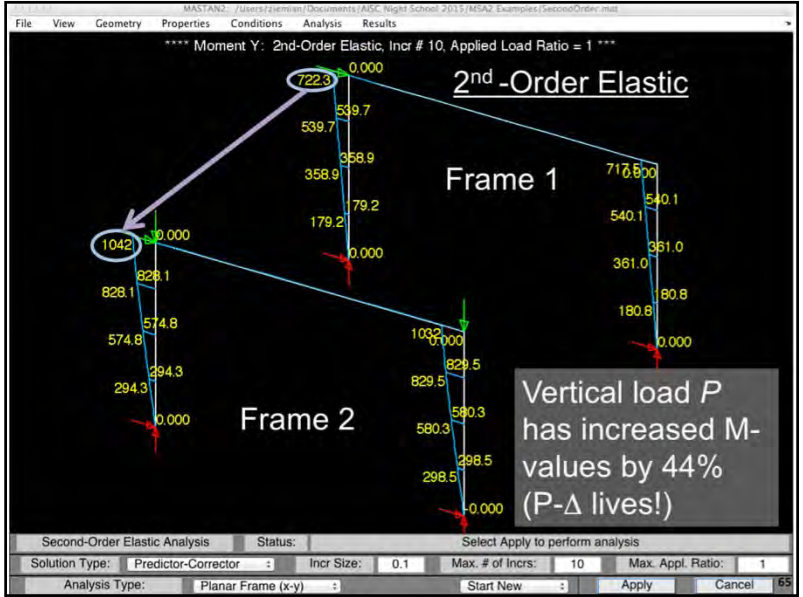 MASTAN2: /Users/ziemian/Documents/AISC Night School 2015/MSA2 Examples/SecondOrder.mat
File View Geometry Properties Conditions Analysis Results
**** Moment Y: 2nd-Order Elastic, Incr # 10, Applied Load Ratio = 1 ***
0.000
722.3
2nd -Order Elastic
539.7
539.7
358.9
358.9
179.2
179.2
0.000
Frame 1
717.5
0.000
540.1
540.1
361.0
361.0
180.8
180.8
0.000
1042
0.000
828.1
828.1
574.8
574.8
294.3
294.3
0.000
Frame 2
1032
0.000
829.5
829.5
580.3
580.3
298.5
298.5
-0.000
Vertical load P
has increased M-
values by 44%
(P-Δ lives!)
Second-Order Elastic Analysis Status: Select Apply to perform analysis
Solution Type: Predictor-Corrector Incr Size: 0.1 Max. # of Incrs: 10 Max. Appl. Ratio: 1
Analysis Type: Planar Frame (x-y) Start New Apply Cancel 65